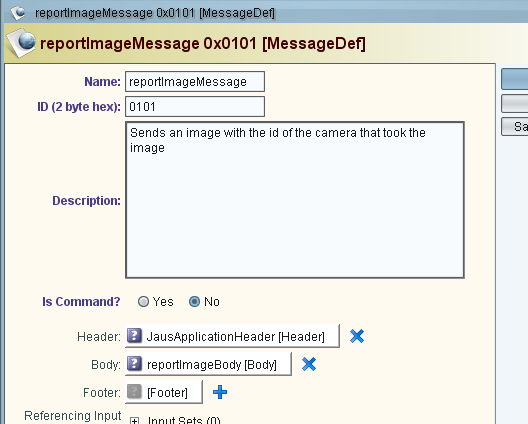 reportImageMessage 0x0101 [MessageDef]
reportImageMessage 0x0101 [MessageDef]
Name: reportImageMessage
ID (2 byte hex): 0101
Sends an image with the id of the camera that took the
image
Description:
Is Command? Yes No
Header: ? JausApplicationHeader [Header]
Body: ? reportImageBody [Body]
Footer: ? [Footer]
Referencing Input Input Sets (0)
Sa